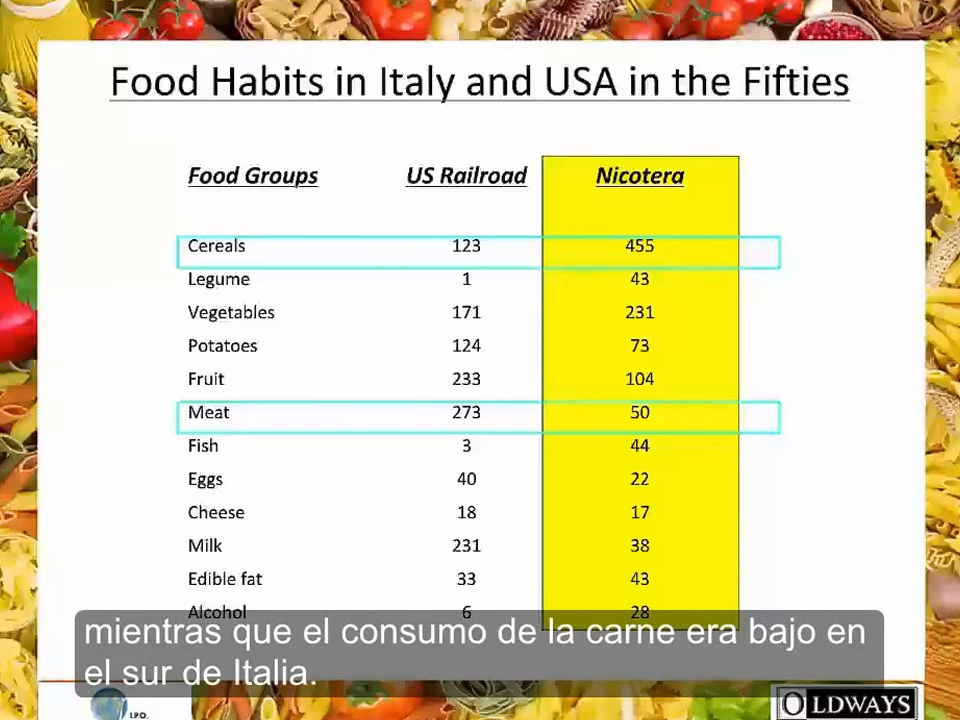 Food Habits in Italy and USA in the Fifties
Food Groups US Railroad Nicotera
Cereals 123 455
Legume 1 43
Vegetables 171 231
Potatoes 124 73
Fruit 233 104
Meat 273 50
Fish 3 44
Eggs 40 22
Cheese 18 17
Milk 231 38
Edible fat 33 43
Alcohol 6 28
mientras que el consumo de la carne era bajo en
el sur de Italia.
I.P.O. OLDWAYS